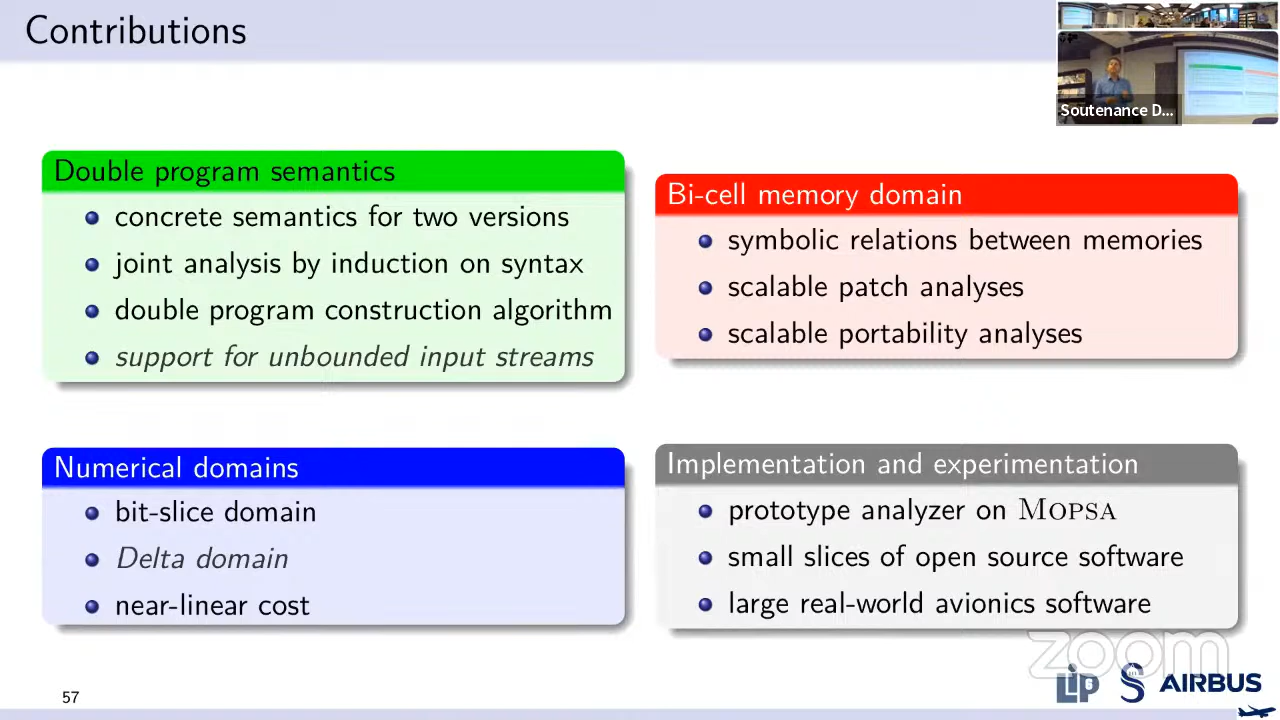 Contributions
Soutenance D...
Double program semantics
concrete semantics for two versions
joint analysis by induction on syntax
double program construction algorithm
support for unbounded input streams
Bi-cell memory domain
symbolic relations between memories
scalable patch analyses
scalable portability analyses
Numerical domains
bit-slice domain
Delta domain
near-linear cost
Implementation and experimentation
prototype analyzer on MOPSA
small slices of open source software
large real-world avionics software
zoom
57
LIP6
S
AIRBUS